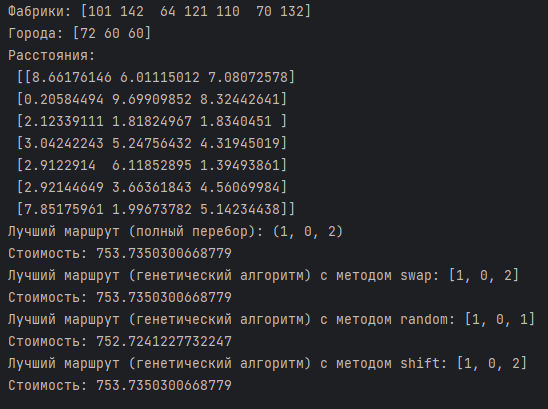 Фабрики: [101 142  64 121 110  70 132]
Города: [72 60 60]
Расстояния:
 [[8.66176146 6.01115012 7.08072578]
 [0.20584494 9.69909852 8.32442641]
 [2.12339111 1.81824967 1.8340451 ]
 [3.04242243 5.24756432 4.31945019]
 [2.9122914  6.11852895 1.39493861]
 [2.92144649 3.66361843 4.56069984]
 [7.85175961 1.99673782 5.14234438]]
Лучший маршрут (полный перебор): (1, 0, 2)
Стоимость: 753.7350300668779
Лучший маршрут (генетический алгоритм) с методом swap: [1, 0, 2]
Стоимость: 753.7350300668779
Лучший маршрут (генетический алгоритм) с методом random: [1, 0, 1]
Стоимость: 752.7241227732247
Лучший маршрут (генетический алгоритм) с методом shift: [1, 0, 2]
Стоимость: 753.7350300668779